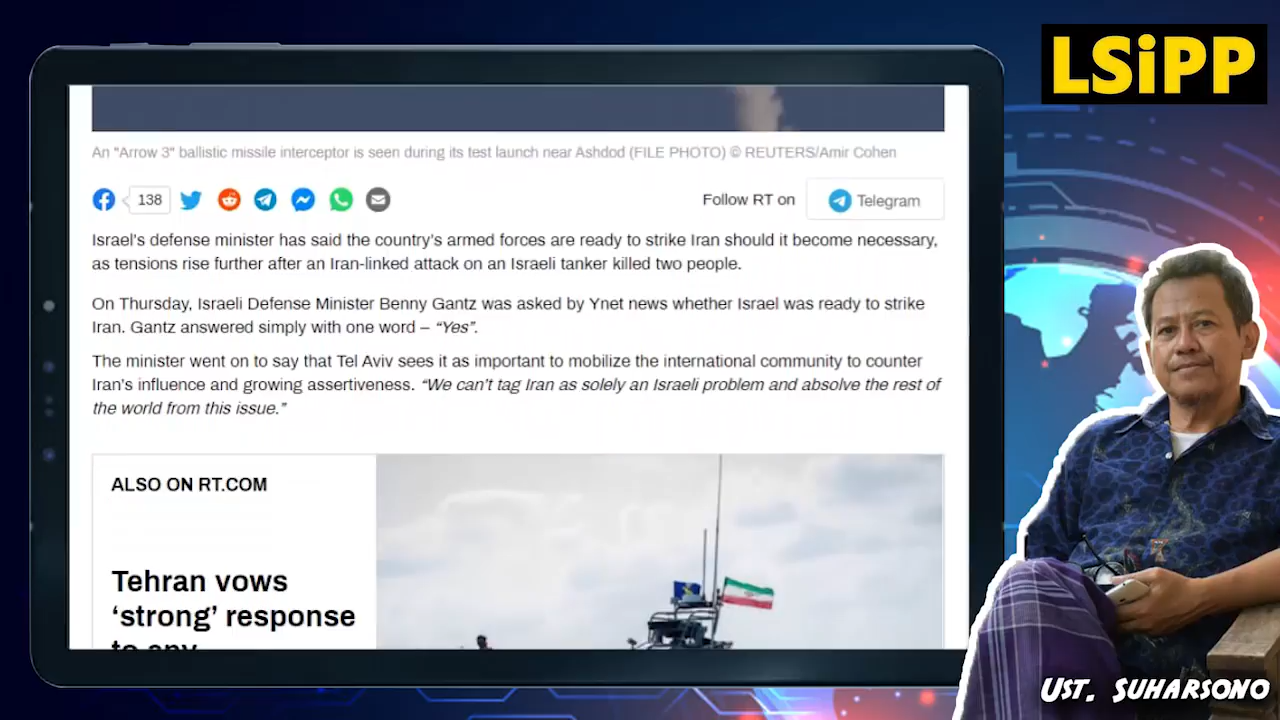 LSiPP
An "Arrow 3" ballistic missile interceptor is seen during its test launch near Ashdod (FILE PHOTO) © REUTERS/Amir Cohen
138
Follow RT on
Telegram
Israel's defense minister has said the country's armed forces are ready to strike Iran should it become necessary,
as tensions rise further after an Iran-linked attack on an Israeli tanker killed two people.
On Thursday, Israeli Defense Minister Benny Gantz was asked by Ynet news whether Israel was ready to strike
Iran. Gantz answered simply with one word – “Yes”.
The minister went on to say that Tel Aviv sees it as important to mobilize the international community to counter
Iran's influence and growing assertiveness. “We can’t tag Iran as solely an Israeli problem and absolve the rest of
the world from this issue.”
ALSO ON RT.COM
Tehran vows
‘strong’ response
to any
UST. SUHARSONO